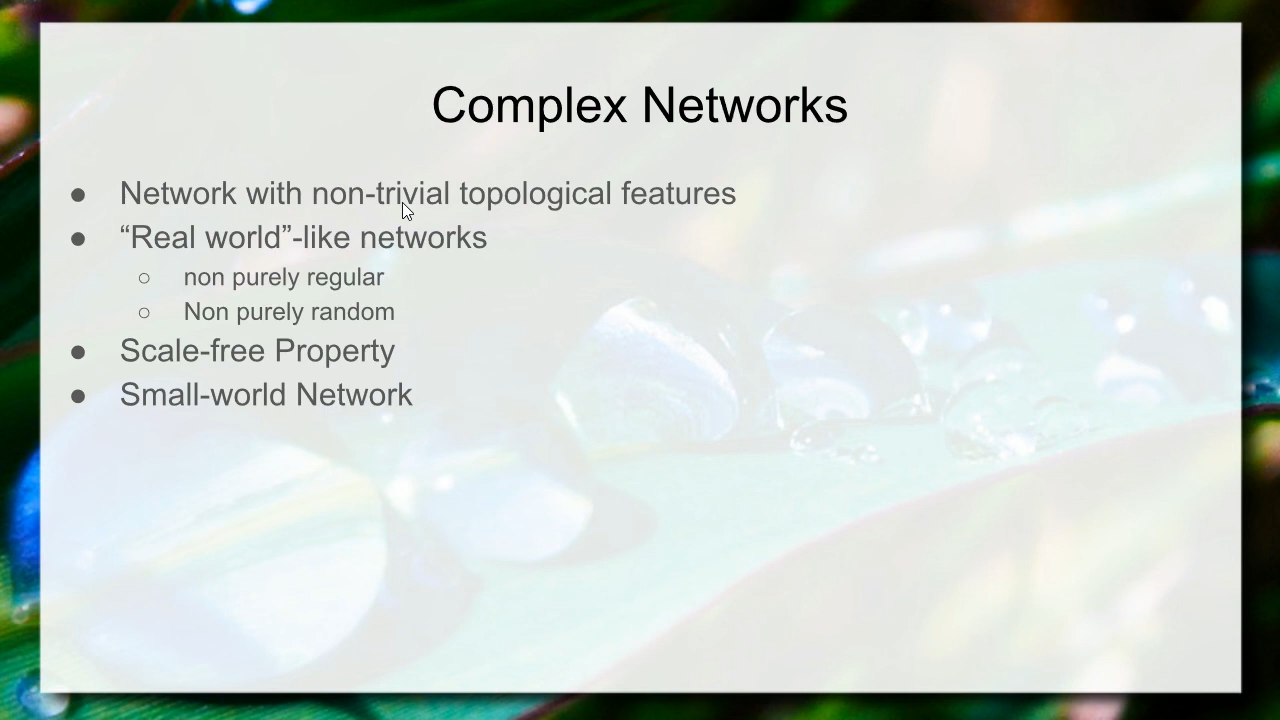 Complex Networks
● Network with non-trivial topological features
● “Real world”-like networks
○ non purely regular
○ Non purely random
● Scale-free Property
● Small-world Network